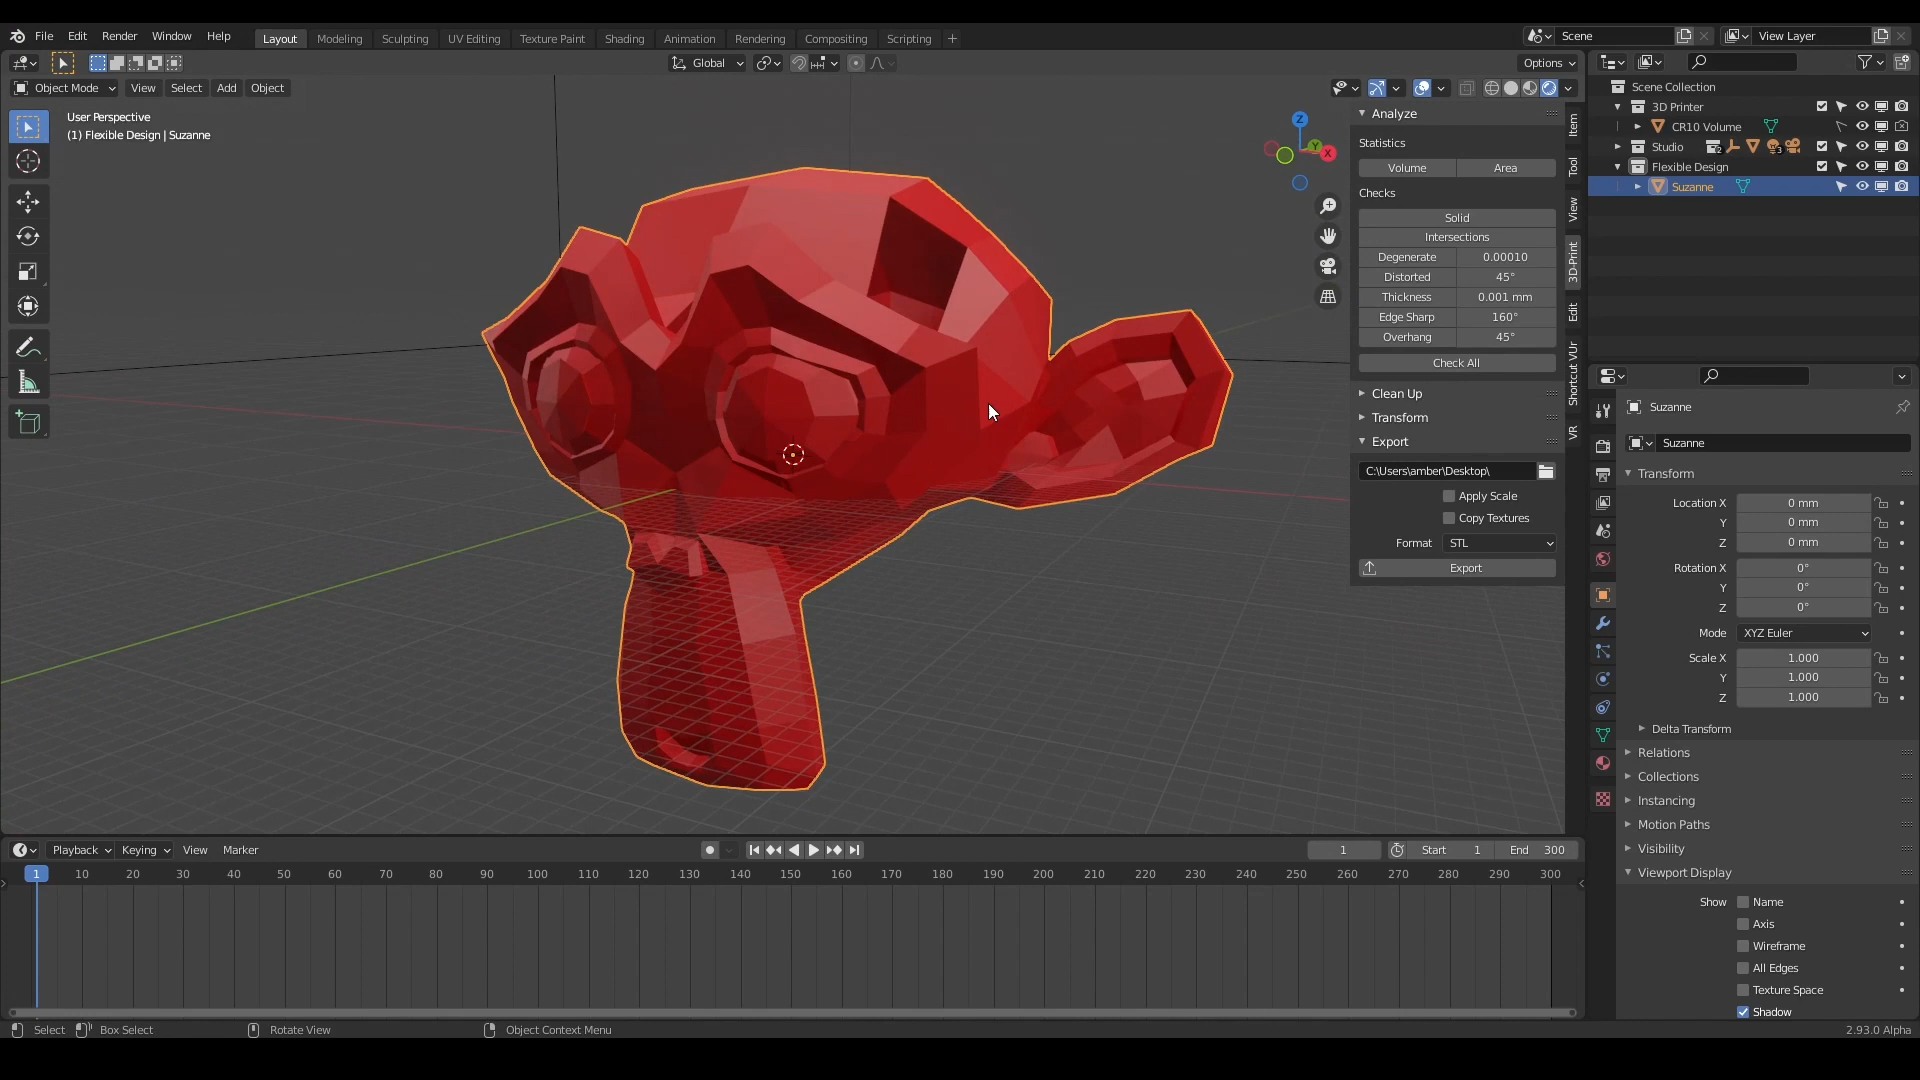 File Edit Render Window Help Layout Modeling Sculpting UV Editing Texture Paint Shading Animation Rendering Compositing Scripting + Scene View Layer
Global Options
Object Mode View Select Add Object
User Perspective
(1) Flexible Design | Suzanne
Z
Y
X
Analyze
Statistics
Volume Area
Checks
Solid
Intersections
Degenerate 0.00010
Distorted 45°
Thickness 0.001 mm
Edge Sharp 160°
Overhang 45°
Check All
Clean Up
Transform
Export
C:\Users\amber\Desktop\
Apply Scale
Copy Textures
Format STL
Export
Item
Tool
View
3D-Print
Edit
Shortcut VUr
VR
Scene Collection
3D Printer
CR10 Volume
Studio 2 3
Flexible Design
Suzanne
Suzanne
Suzanne
Transform
Location X 0 mm
Y 0 mm
Z 0 mm
Rotation X 0°
Y 0°
Z 0°
Mode XYZ Euler
Scale X 1.000
Y 1.000
Z 1.000
Delta Transform
Relations
Collections
Instancing
Motion Paths
Visibility
Viewport Display
Show Name
Axis
Wireframe
All Edges
Texture Space
Shadow
Playback Keying View Marker 1 Start 1 End 300
1 10 20 30 40 50 60 70 80 90 100 110 120 130 140 150 160 170 180 190 200 210 220 230 240 250 260 270 280 290 300
Select Box Select Rotate View Object Context Menu 2.93.0 Alpha